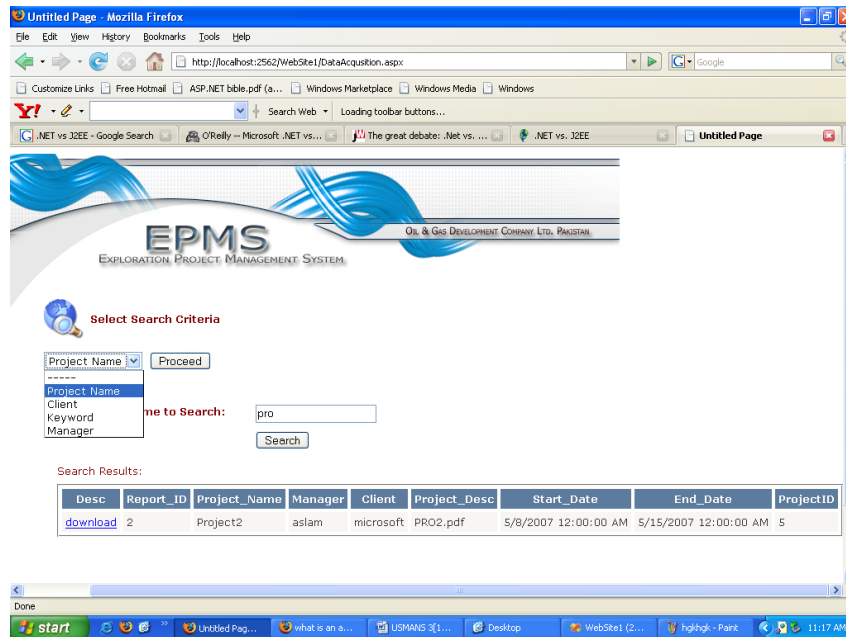 Untitled Page - Mozilla Firefox
File Edit View History Bookmarks Tools Help
http://localhost:2562/WebSite1/DataAcqusition.aspx
G Google
Customize Links Free Hotmail ASP.NET bible.pdf (a... Windows Marketplace Windows Media Windows
Y! Search Web Loading toolbar buttons...
.NET vs J2EE - Google Search O'Reilly -- Microsoft .NET vs... The great debate: .Net vs. ... .NET vs. J2EE Untitled Page
OIL & GAS DEVELOPMENT COMPANY LTD. PAKISTAN
EPMS
EXPLORATION PROJECT MANAGEMENT SYSTEM
Select Search Criteria
Project Name Proceed
-----
Project Name
Client
Keyword
Manager
me to Search: pro
Search
Search Results:
Desc Report_ID Project_Name Manager Client Project_Desc Start_Date End_Date ProjectID
download 2 Project2 aslam microsoft PRO2.pdf 5/8/2007 12:00:00 AM 5/15/2007 12:00:00 AM 5
Done
start Untitled Pag... what is an a... USMANS 3[1... Desktop WebSite1 (2... hgkhgk - Paint 11:17 AM